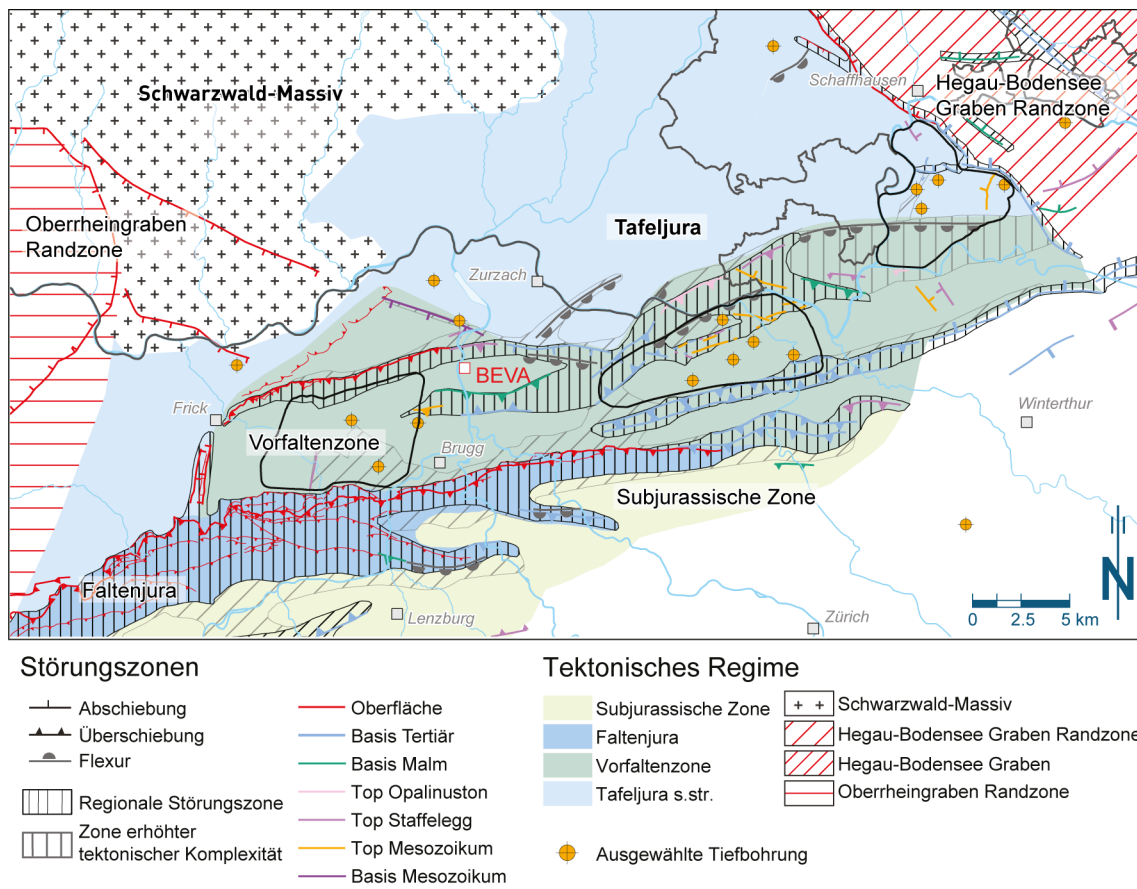 Schwarzwald-Massiv
Schaffhausen
Hegau-Bodensee
Graben Randzone
Oberrheingraben
Randzone
Tafeljura
Zurzach
BEVA
Frick
Vorfaltenzone
Brugg
Winterthur
Subjurassische Zone
Faltenjura
Lenzburg
Zürich
N
0 2.5 5 km
Störungszonen
Abschiebung
Überschiebung
Flexur
Regionale Störungszone
Zone erhöhter
tektonischer Komplexität
Oberfläche
Basis Tertiär
Basis Malm
Top Opalinuston
Top Staffelegg
Top Mesozoikum
Basis Mesozoikum
Tektonisches Regime
Subjurassische Zone
Faltenjura
Vorfaltenzone
Tafeljura s.str.
Ausgewählte Tiefbohrung
Schwarzwald-Massiv
Hegau-Bodensee Graben Randzone
Hegau-Bodensee Graben
Oberrheingraben Randzone